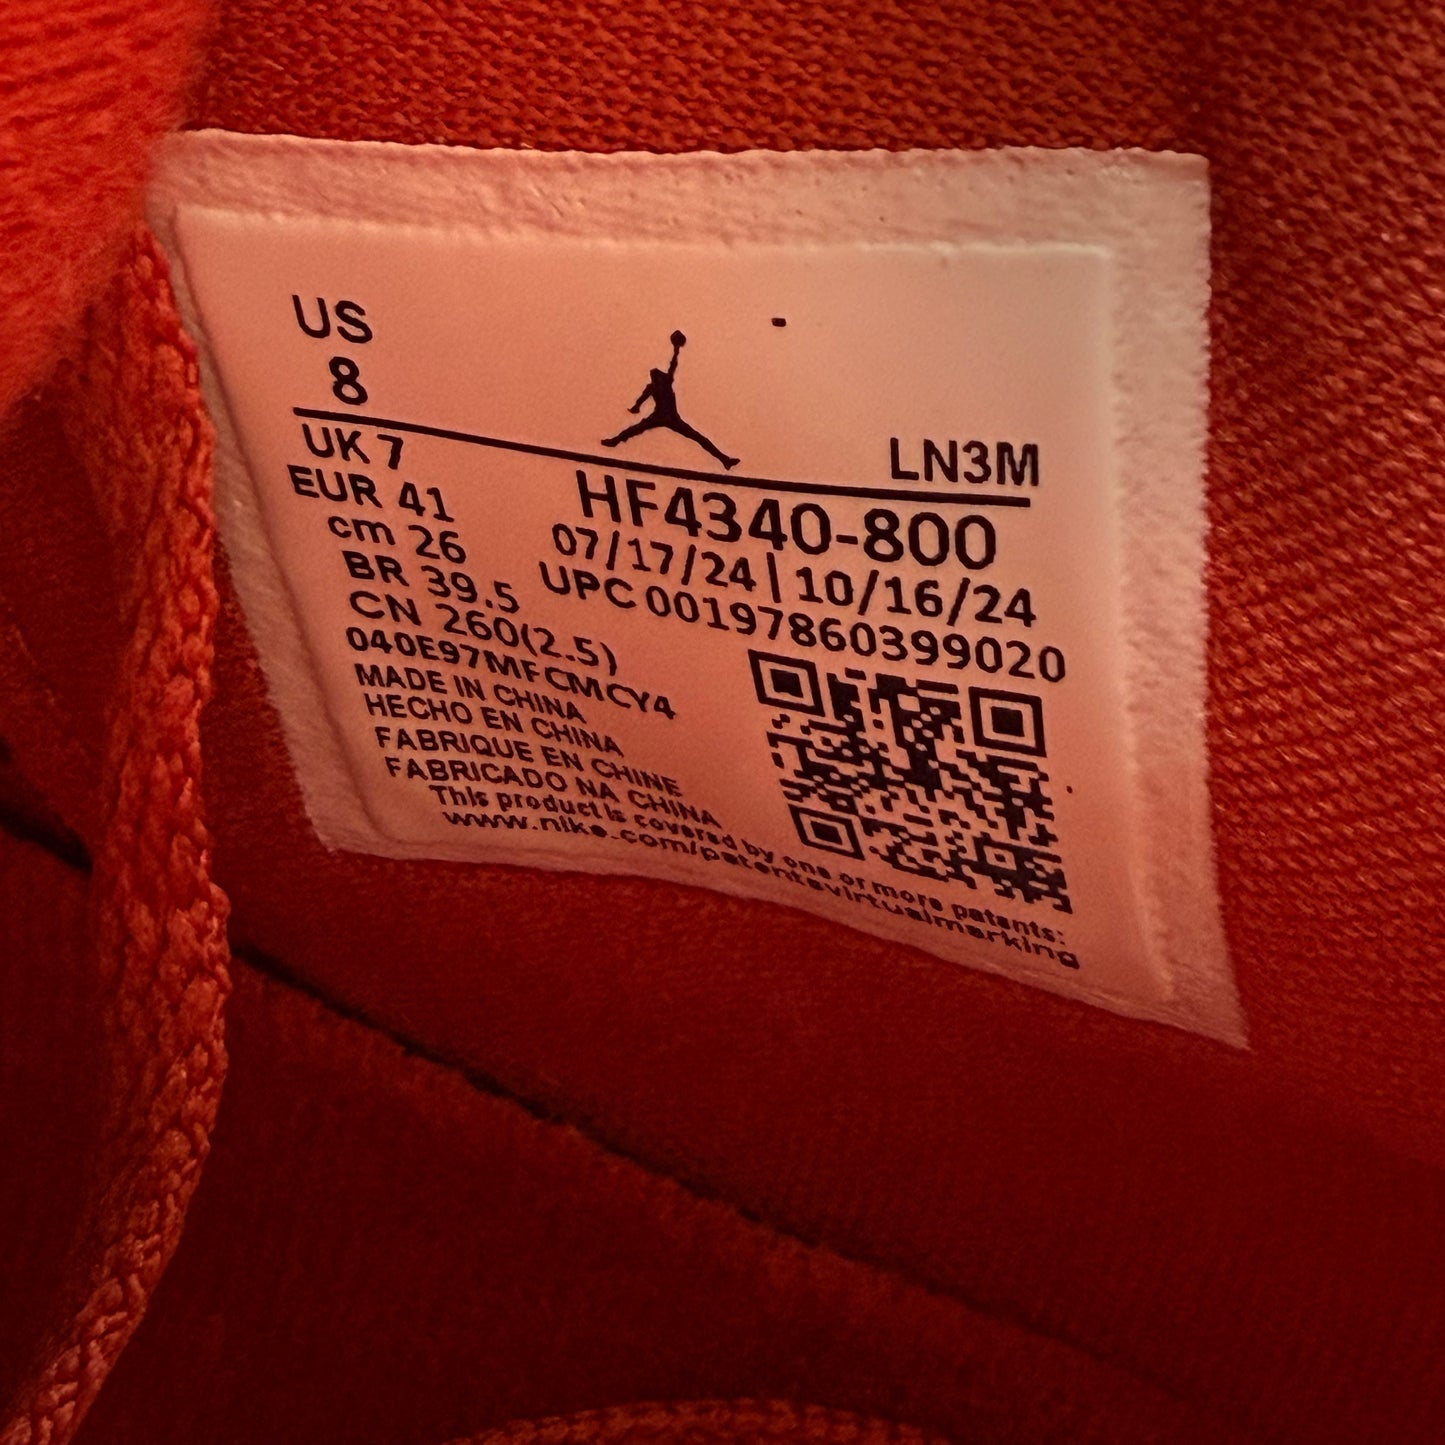 US
8
LN3M
UK 7
EUR 41
cm 26
BR 39.5
CN 260(2.5)
HF4340-800
07/17/24 | 10/16/24
UPC 00197860399020
040E97MFCMCY4
MADE IN CHINA
HECHO EN CHINA
FABRIQUE EN CHINE
FABRICADO NA CHINA
This product is covered by one or more patents:
www.nike.com/patentsvirtualmarking